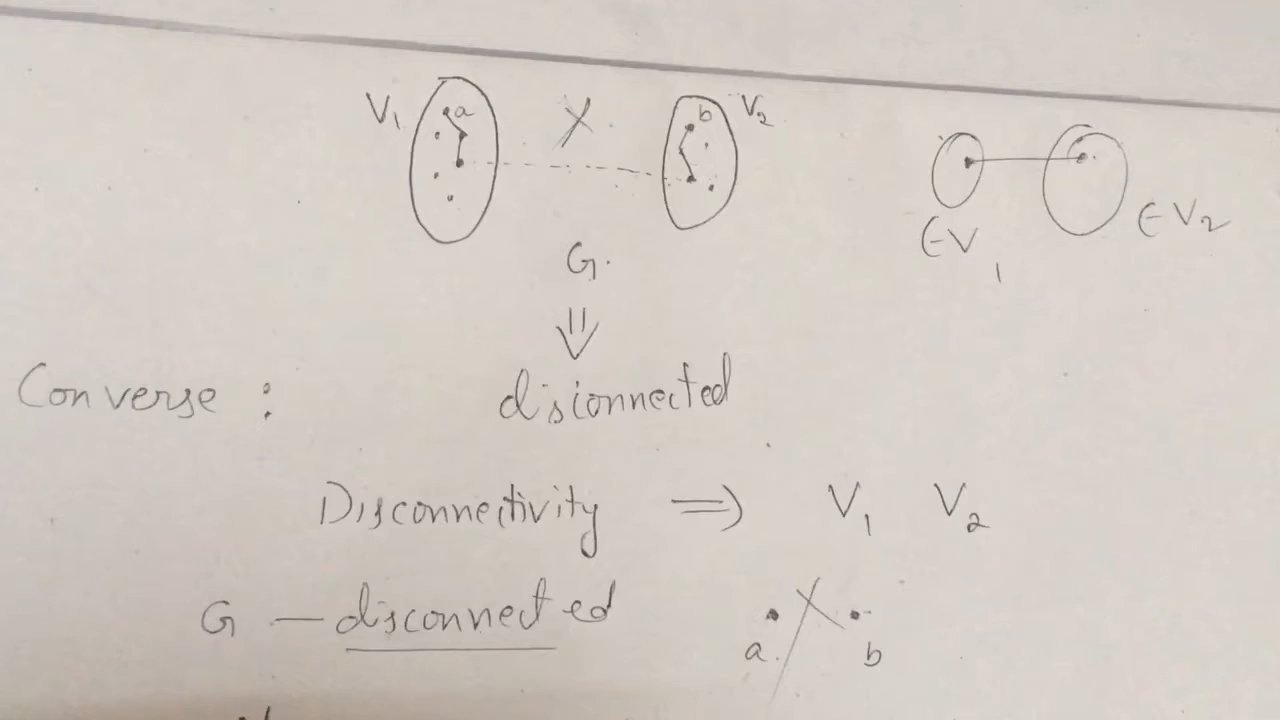 V₁ a X b V₂
∈V₁ ∈V₂
G.
⇓
Converse : disconnected
Disconnectivity ⇒ V₁ V₂
G — disconnected
a. b